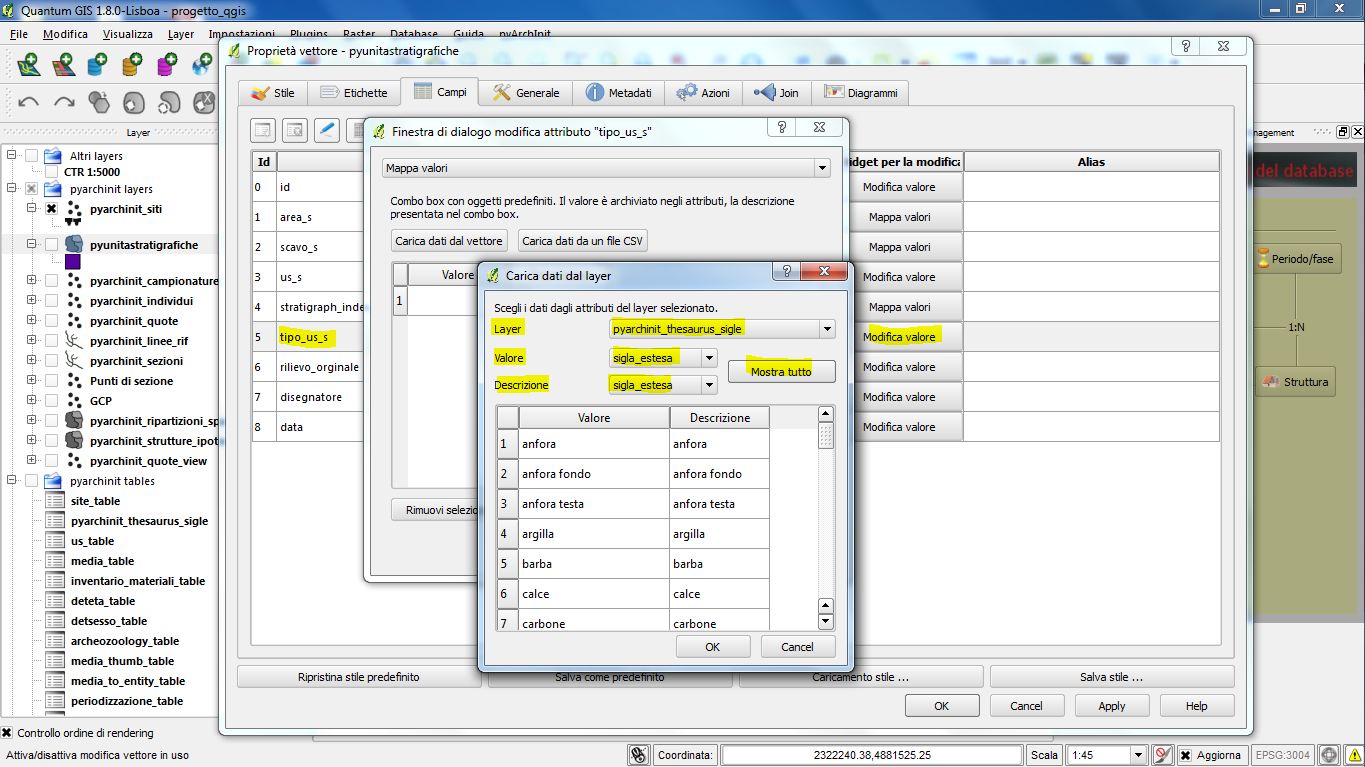 Quantum GIS 1.8.0-Lisboa - progetto_qgis
File Modifica Visualizza Layer Impostazioni Plugins Raster Database Guida pyArchInit
Layer
Altri layers
CTR 1:5000
pyarchinit layers
pyarchinit_siti
pyunitastratigrafiche
pyarchinit_campionature
pyarchinit_individui
pyarchinit_quote
pyarchinit_linee_rif
pyarchinit_sezioni
Punti di sezione
GCP
pyarchinit_ripartizioni_sp
pyarchinit_strutture_ipot
pyarchinit_quote_view
pyarchinit tables
site_table
pyarchinit_thesaurus_sigle
us_table
media_table
inventario_materiali_table
deteta_table
detsesso_table
archeozoology_table
media_thumb_table
media_to_entity_table
periodizzazione_table
Controllo ordine di rendering
Proprietà vettore - pyunitastratigrafiche
Stile Etichette Campi Generale Metadati Azioni Join Diagrammi
Id
idget per la modifica Alias
0 id Modifica valore
1 area_s Mappa valori
2 scavo_s Mappa valori
3 us_s Modifica valore
4 stratigraph_inde Mappa valori
5 tipo_us_s Modifica valore
6 rilievo_orginale Modifica valore
7 disegnatore Modifica valore
8 data Modifica valore
Finestra di dialogo modifica attributo "tipo_us_s"
Mappa valori
Combo box con oggetti predefiniti. Il valore è archiviato negli attributi, la descrizione
presentata nel combo box.
Carica dati dal vettore Carica dati da un file CSV
Valore
1
Rimuovi selezio
Carica dati dal layer
Scegli i dati dagli attributi del layer selezionato.
Layer pyarchinit_thesaurus_sigle
Valore sigla_estesa
Mostra tutto
Descrizione sigla_estesa
Valore Descrizione
1 anfora anfora
2 anfora fondo anfora fondo
3 anfora testa anfora testa
4 argilla argilla
5 barba barba
6 calce calce
7 carbone carbone
OK Cancel
Ripristina stile predefinito Salva come predefinito Caricamento stile ... Salva stile ...
OK Cancel Apply Help
nagement
del database
Periodo/fase
1:N
Struttura
Attiva/disattiva modifica vettore in uso
Coordinata: 2322240.38,4881525.25 Scala 1:45 Aggiorna EPSG:3004